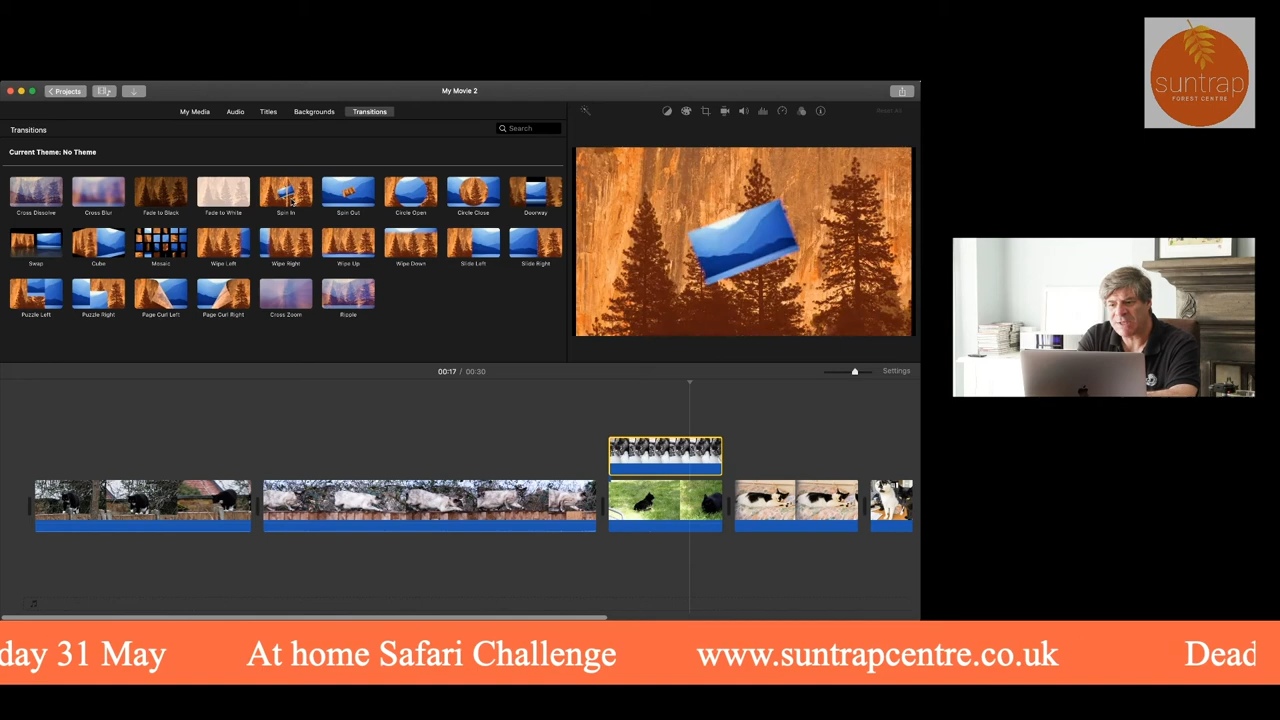 suntrap
FOREST CENTRE
Projects
My Movie 2
My Media
Audio
Titles
Backgrounds
Transitions
Reset All
Transitions
Search
Current Theme: No Theme
Cross Dissolve
Cross Blur
Fade to Black
Fade to White
Spin In
Spin Out
Circle Open
Circle Close
Doorway
Swap
Cube
Mosaic
Wipe Left
Wipe Right
Wipe Up
Wipe Down
Slide Left
Slide Right
Puzzle Left
Puzzle Right
Page Curl Left
Page Curl Right
Cross Zoom
Ripple
00:17 / 00:30
Settings
day 31 May At home Safari Challenge www.suntrapcentre.co.uk Dead